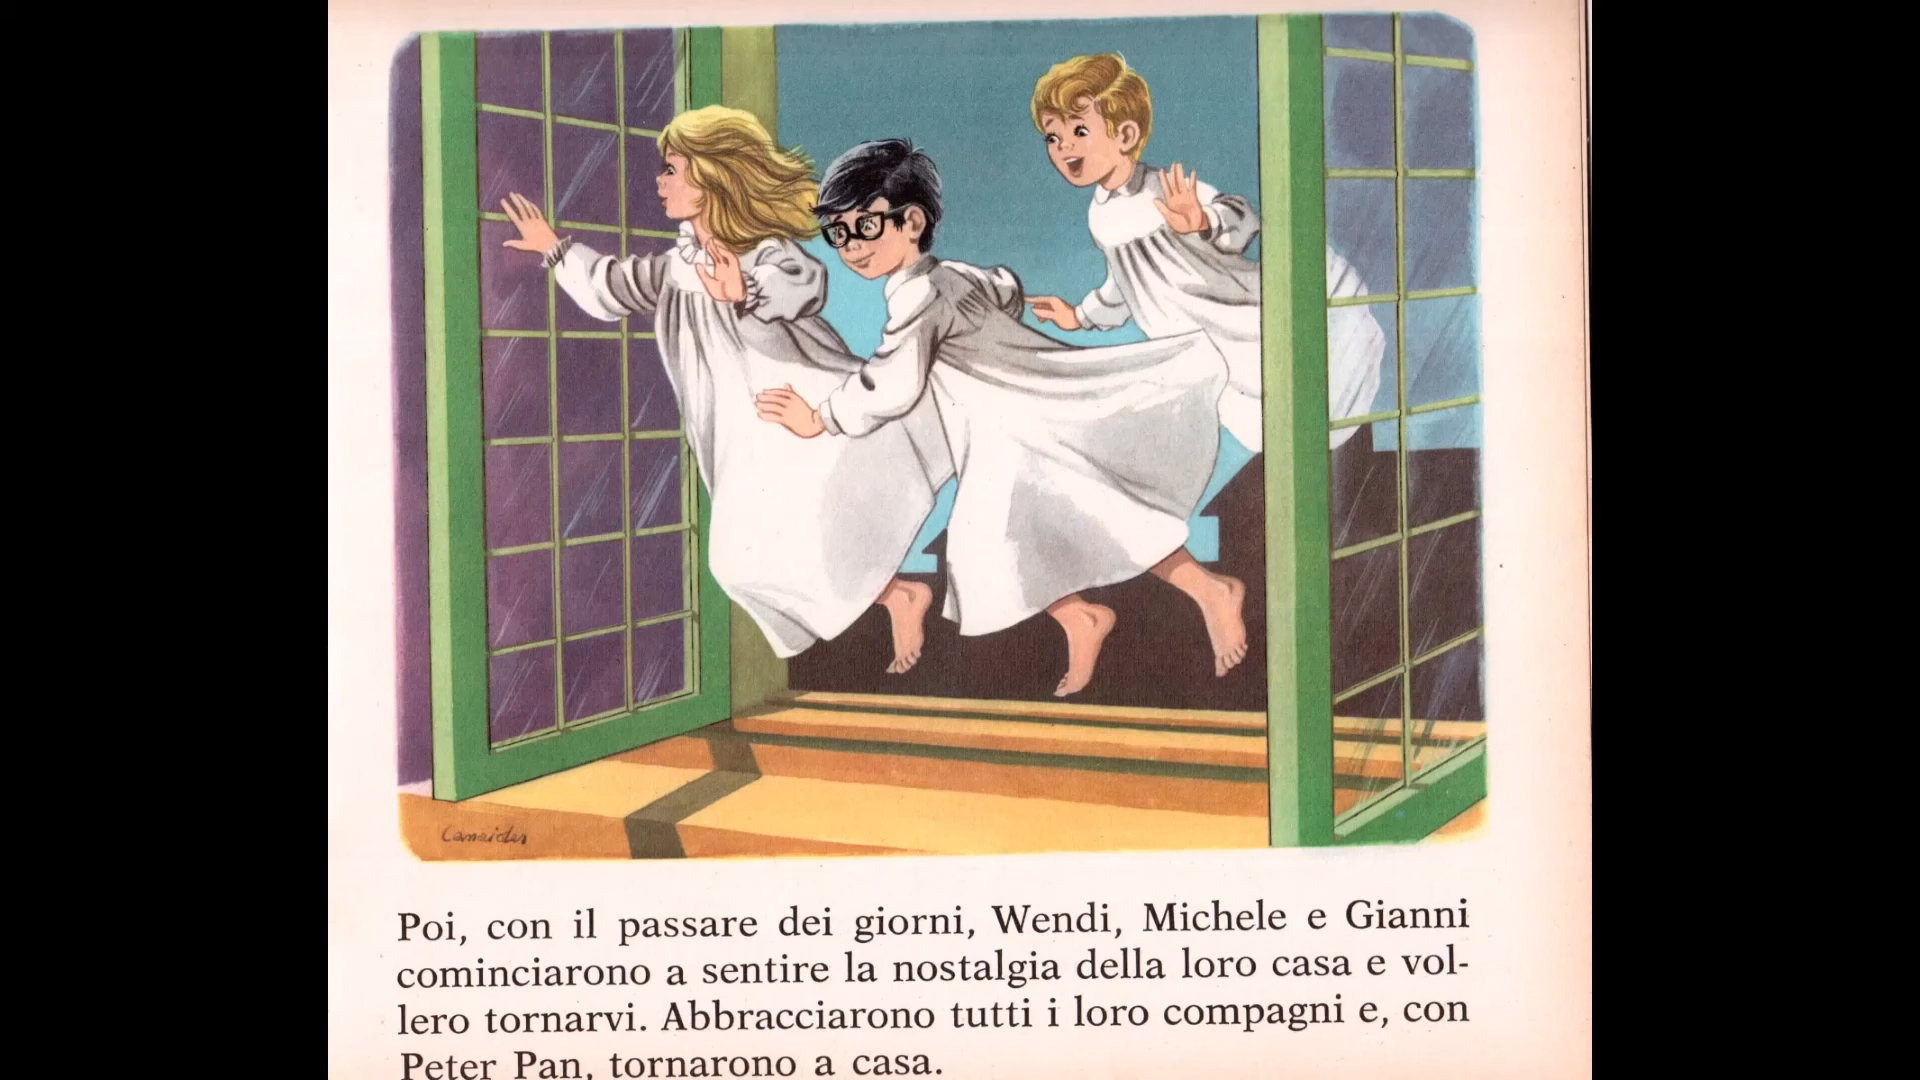 Canaider
Poi, con il passare dei giorni, Wendi, Michele e Gianni
cominciarono a sentire la nostalgia della loro casa e vol-
lero tornarvi. Abbracciarono tutti i loro compagni e, con
Peter Pan, tornarono a casa.